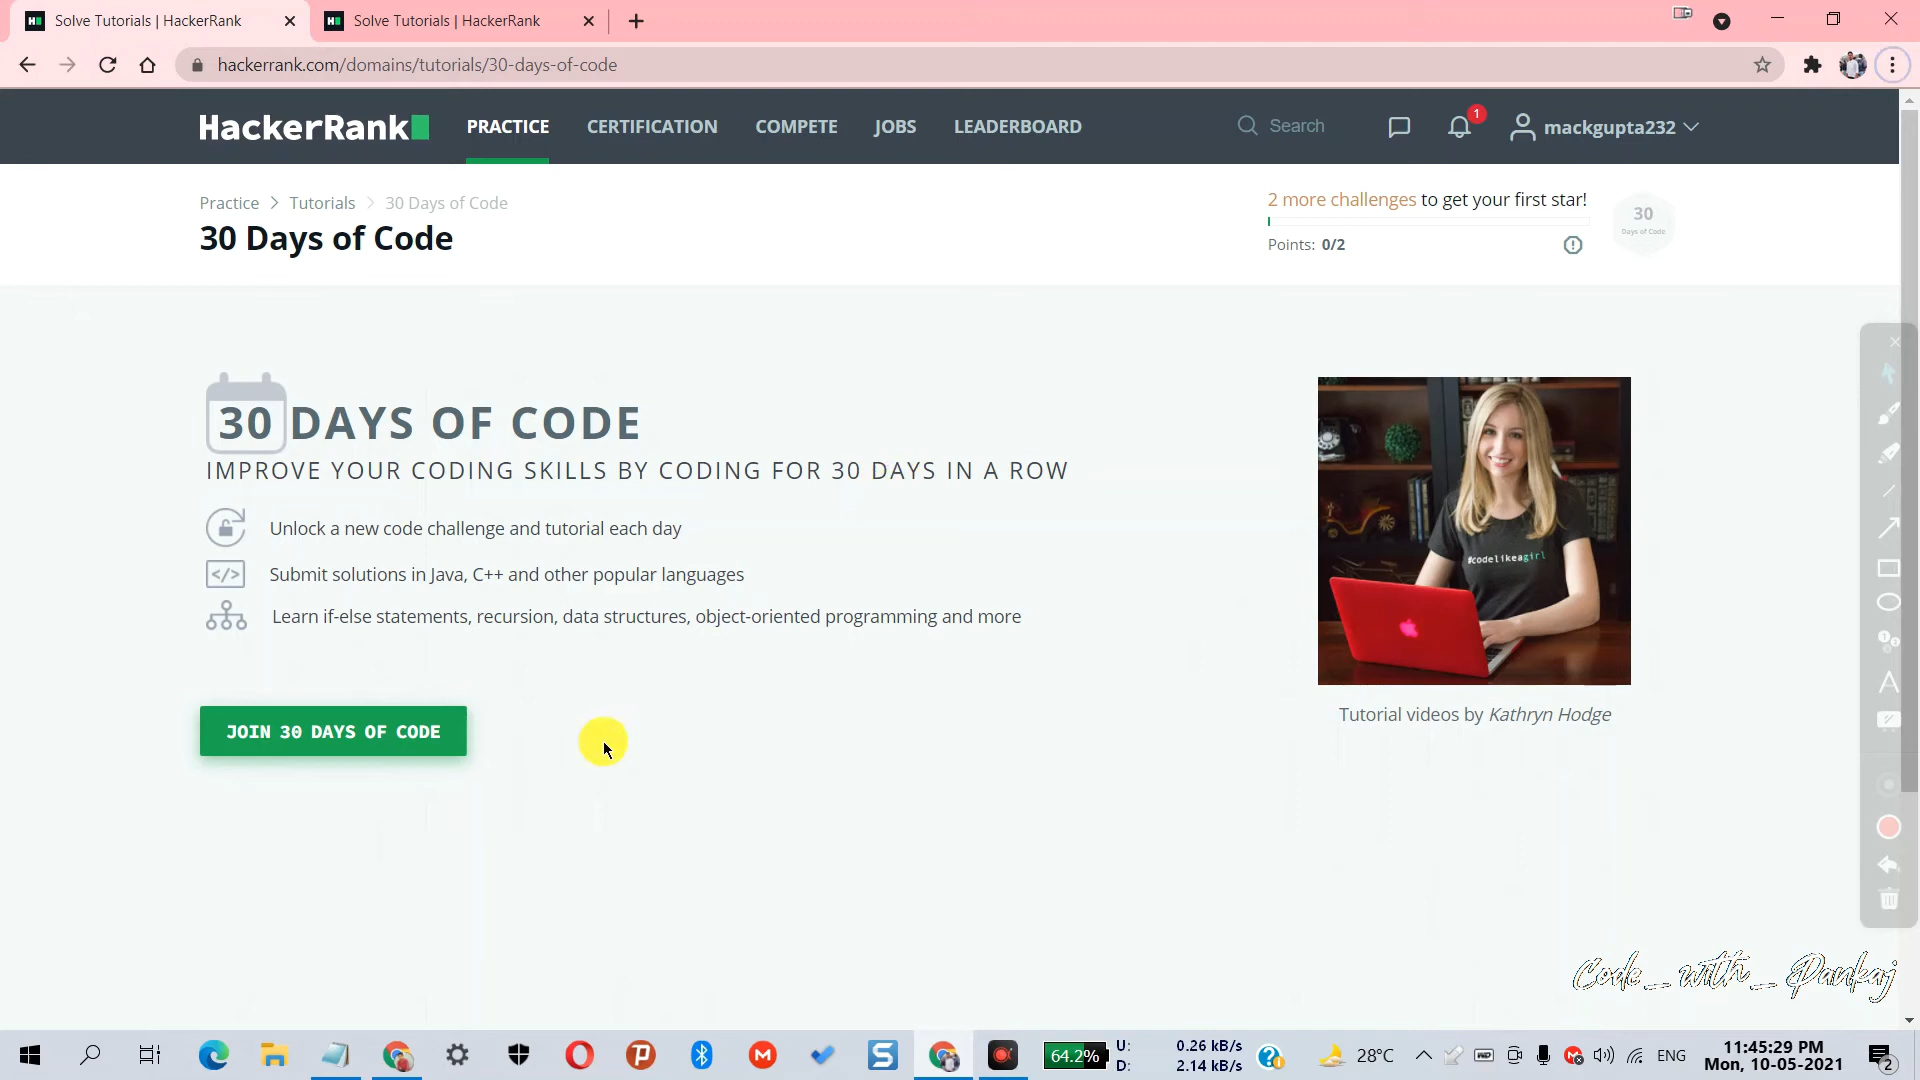 Solve Tutorials | HackerRank
Solve Tutorials | HackerRank
hackerrank.com/domains/tutorials/30-days-of-code
HackerRank
PRACTICE
CERTIFICATION
COMPETE
JOBS
LEADERBOARD
Search
1
mackgupta232
Practice > Tutorials > 30 Days of Code
30 Days of Code
2 more challenges to get your first star!
Points: 0/2
30
Days of Code
30 DAYS OF CODE
IMPROVE YOUR CODING SKILLS BY CODING FOR 30 DAYS IN A ROW
Unlock a new code challenge and tutorial each day
Submit solutions in Java, C++ and other popular languages
Learn if-else statements, recursion, data structures, object-oriented programming and more
JOIN 30 DAYS OF CODE
#codelikeagirl
Tutorial videos by Kathryn Hodge
Code_with_Pankaj
64.2%
U: 0.26 kB/s
D: 2.14 kB/s
28°C
ENG
11:45:29 PM
Mon, 10-05-2021
2